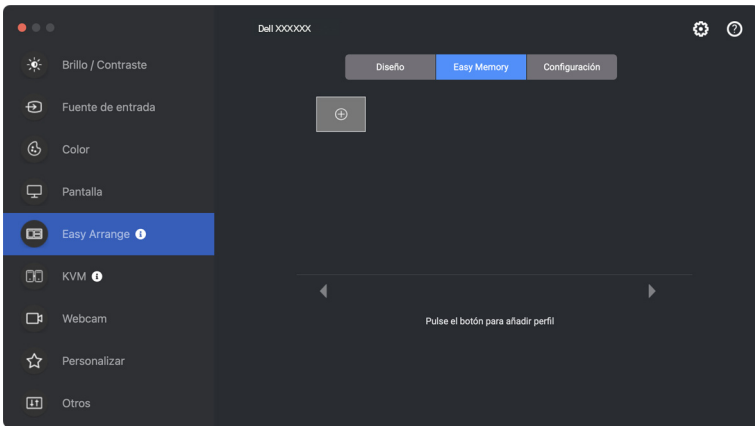 Dell XXXXXX
Diseño
Easy Memory
Configuración
Brillo / Contraste
Fuente de entrada
Color
Pantalla
Easy Arrange
KVM
Webcam
Personalizar
Otros
Pulse el botón para añadir perfil